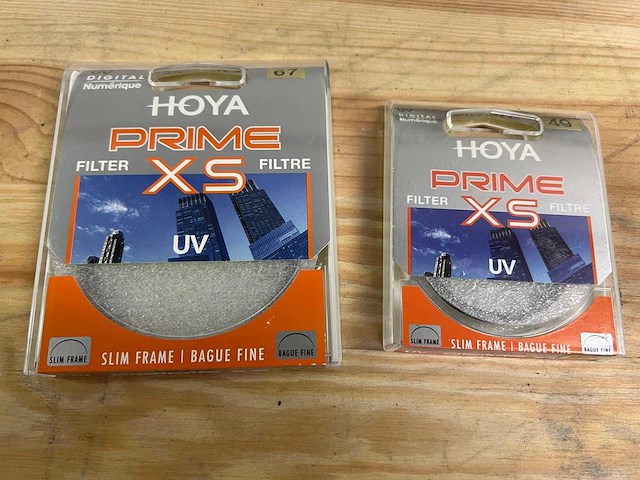 DIGITAL 67
Numérique
HOYA
PRIME
FILTER XS FILTRE
UV
SLIM FRAME SLIM FRAME | BAGUE FINE BAGUE FINE
DIGITAL 49
Numérique
HOYA
PRIME
FILTER XS FILTRE
UV
SLIM FRAME SLIM FRAME | BAGUE FINE BAGUE FINE